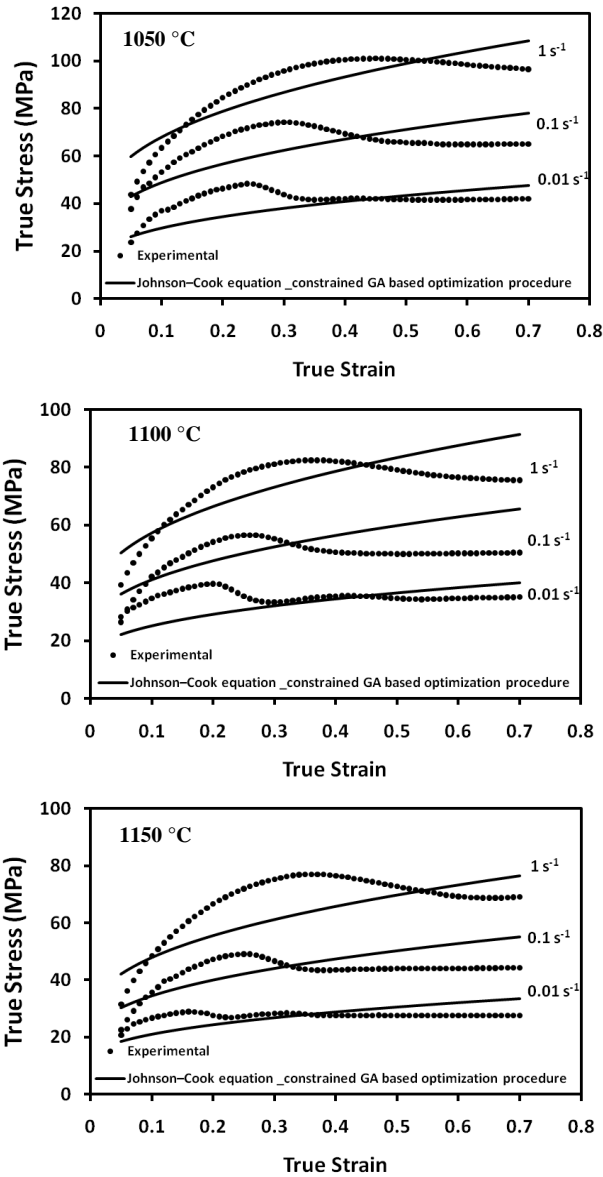 1050 °C
True Stress (MPa)
120
100
80
60
40
20
0
1 s-1
0.1 s-1
0.01 s-1
Experimental
Johnson–Cook equation _constrained GA based optimization procedure
0 0.1 0.2 0.3 0.4 0.5 0.6 0.7 0.8
True Strain
1100 °C
True Stress (MPa)
100
80
60
40
20
0
1 s-1
0.1 s-1
0.01 s-1
Experimental
Johnson–Cook equation _constrained GA based optimization procedure
0 0.1 0.2 0.3 0.4 0.5 0.6 0.7 0.8
True Strain
1150 °C
True Stress (MPa)
100
80
60
40
20
0
1 s-1
0.1 s-1
0.01 s-1
Experimental
Johnson–Cook equation _constrained GA based optimization procedure
0 0.1 0.2 0.3 0.4 0.5 0.6 0.7 0.8
True Strain